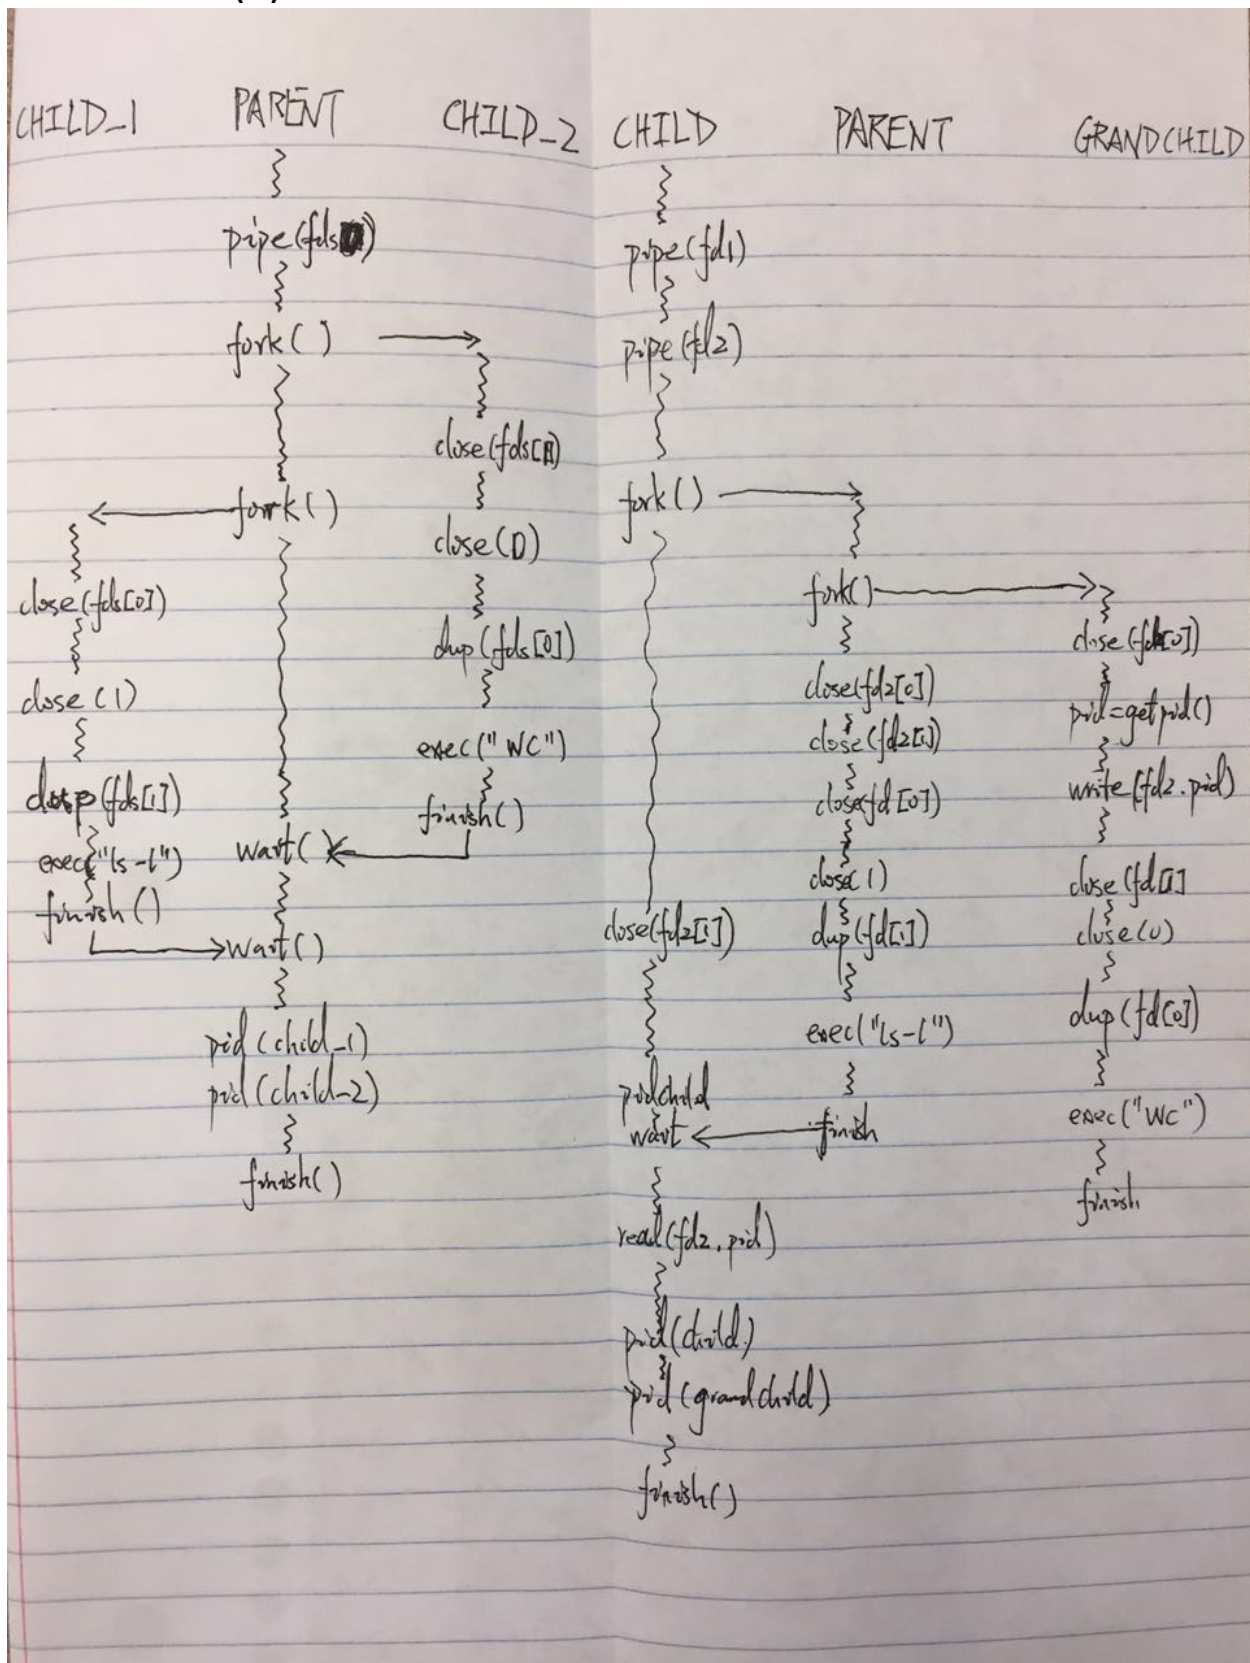 CHILD_1
PARENT
pipe(fds)
fork()
fork()
close(fds[0])
close(1)
(fds[1])
exec("ls -l")
finish()
wait()
wait()
pid(child_1)
pid(child_2)
finish()
CHILD_2
close(fds[])
close(0)
dup(fds[0])
exec("WC")
finish()
CHILD
pipe(fd1)
pipe(fd2)
fork()
close(fd2[1])
pidchild
wait
read(fd2, pid)
pid(child)
pid(grandchild)
finish()
PARENT
fork()
close(fd2[0])
close(fd2[1])
close(fd[0])
close(1)
dup(fd[1])
exec("ls-l")
finish
GRANDCHILD
close(fd[0])
pid=getpid()
write(fd2.pid)
close(fd[1]
close(0)
dup(fd[0])
exec("WC")
finish